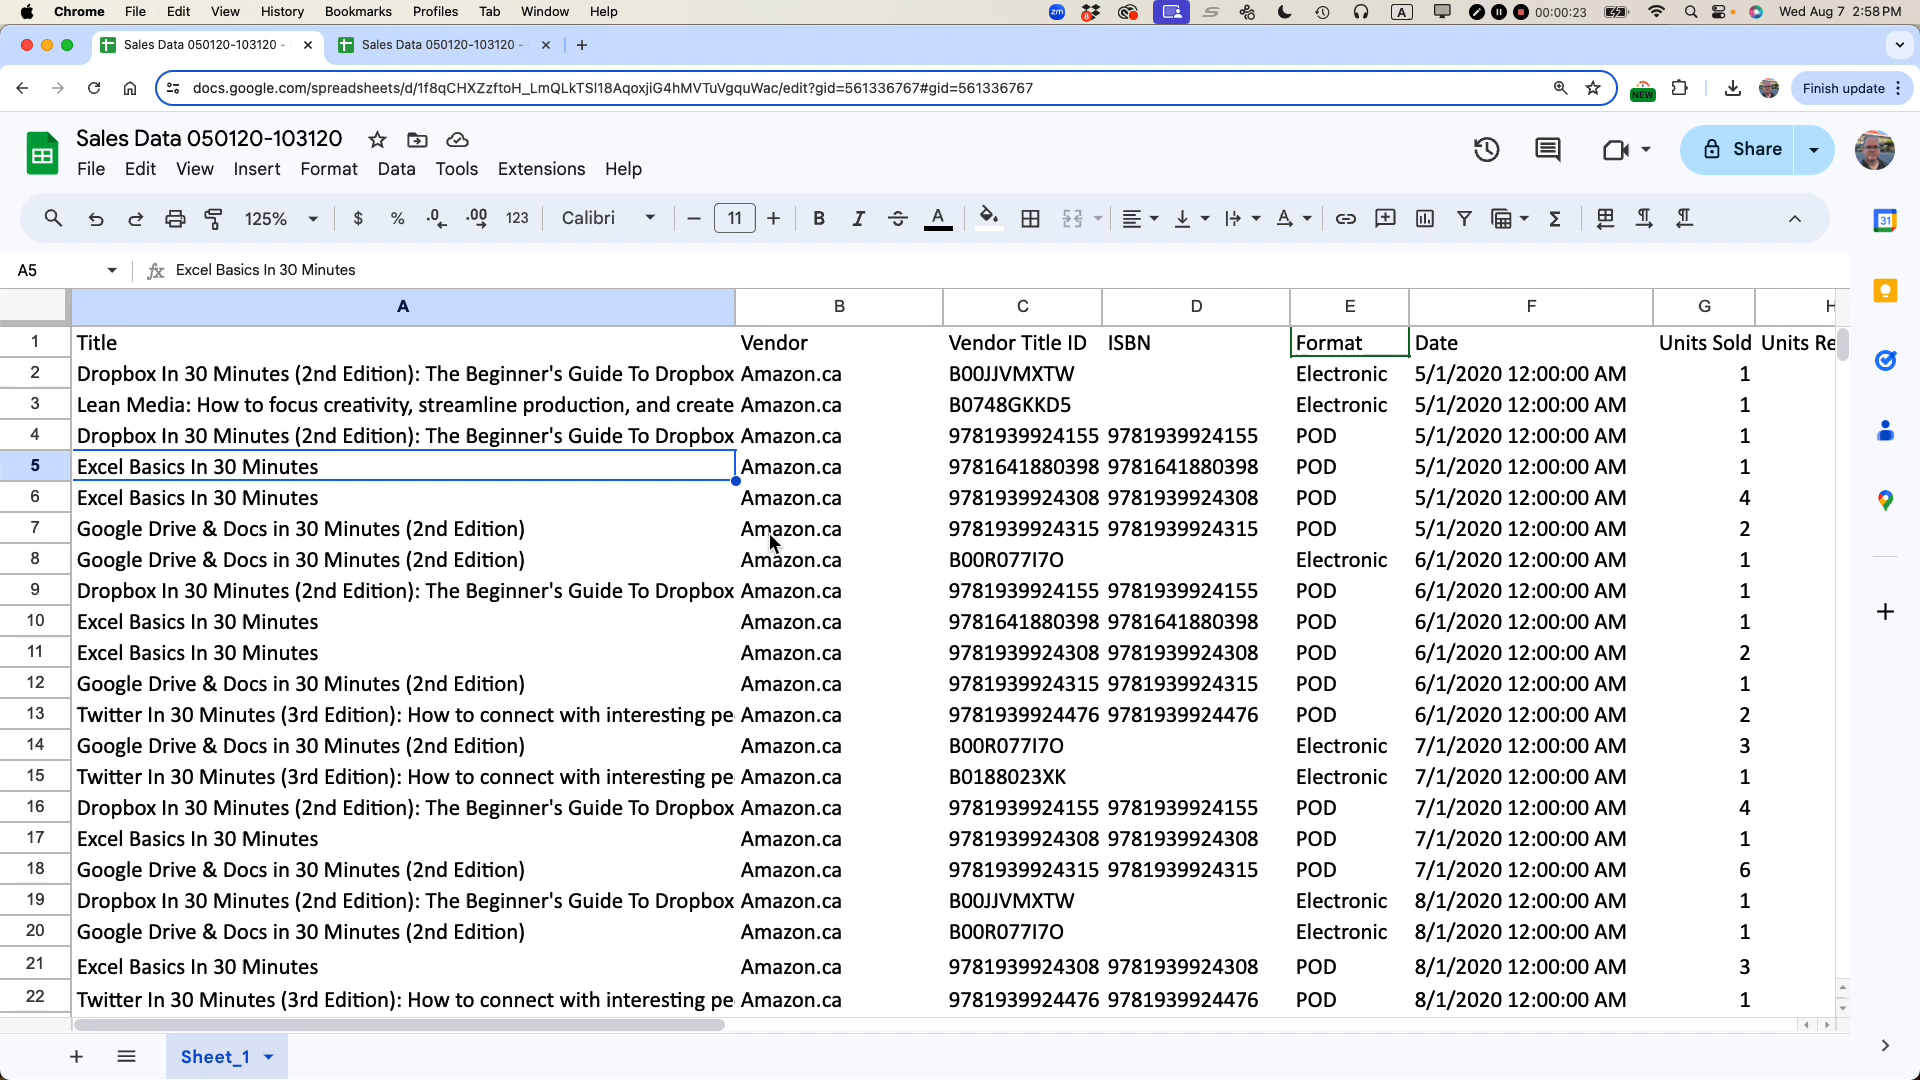 Chrome File Edit View History Bookmarks Profiles Tab Window Help zm 8 A 00:00:23 Wed Aug 7 2:58 PM
Sales Data 050120-103120 - Sales Data 050120-103120 -
docs.google.com/spreadsheets/d/1f8qCHXZzftoH_LmQLkTSl18AqoxjiG4hMVTuVgquWac/edit?gid=561336767#gid=561336767 NEW Finish update
Sales Data 050120-103120
File Edit View Insert Format Data Tools Extensions Help Share
125% $ % .0 .00 123 Calibri 11 B I S A 31
A5 fx Excel Basics In 30 Minutes
A B C D E F G H
1 Title Vendor Vendor Title ID ISBN Format Date Units Sold Units Re
2 Dropbox In 30 Minutes (2nd Edition): The Beginner's Guide To Dropbox Amazon.ca B00JJVMXTW Electronic 5/1/2020 12:00:00 AM 1
3 Lean Media: How to focus creativity, streamline production, and create Amazon.ca B0748GKKD5 Electronic 5/1/2020 12:00:00 AM 1
4 Dropbox In 30 Minutes (2nd Edition): The Beginner's Guide To Dropbox Amazon.ca 9781939924155 9781939924155 POD 5/1/2020 12:00:00 AM 1
5 Excel Basics In 30 Minutes Amazon.ca 9781641880398 9781641880398 POD 5/1/2020 12:00:00 AM 1
6 Excel Basics In 30 Minutes Amazon.ca 9781939924308 9781939924308 POD 5/1/2020 12:00:00 AM 4
7 Google Drive & Docs in 30 Minutes (2nd Edition) Amazon.ca 9781939924315 9781939924315 POD 5/1/2020 12:00:00 AM 2
8 Google Drive & Docs in 30 Minutes (2nd Edition) Amazon.ca B00R077I7O Electronic 6/1/2020 12:00:00 AM 1
9 Dropbox In 30 Minutes (2nd Edition): The Beginner's Guide To Dropbox Amazon.ca 9781939924155 9781939924155 POD 6/1/2020 12:00:00 AM 1
10 Excel Basics In 30 Minutes Amazon.ca 9781641880398 9781641880398 POD 6/1/2020 12:00:00 AM 1
11 Excel Basics In 30 Minutes Amazon.ca 9781939924308 9781939924308 POD 6/1/2020 12:00:00 AM 2
12 Google Drive & Docs in 30 Minutes (2nd Edition) Amazon.ca 9781939924315 9781939924315 POD 6/1/2020 12:00:00 AM 1
13 Twitter In 30 Minutes (3rd Edition): How to connect with interesting pe Amazon.ca 9781939924476 9781939924476 POD 6/1/2020 12:00:00 AM 2
14 Google Drive & Docs in 30 Minutes (2nd Edition) Amazon.ca B00R077I7O Electronic 7/1/2020 12:00:00 AM 3
15 Twitter In 30 Minutes (3rd Edition): How to connect with interesting pe Amazon.ca B0188023XK Electronic 7/1/2020 12:00:00 AM 1
16 Dropbox In 30 Minutes (2nd Edition): The Beginner's Guide To Dropbox Amazon.ca 9781939924155 9781939924155 POD 7/1/2020 12:00:00 AM 4
17 Excel Basics In 30 Minutes Amazon.ca 9781939924308 9781939924308 POD 7/1/2020 12:00:00 AM 1
18 Google Drive & Docs in 30 Minutes (2nd Edition) Amazon.ca 9781939924315 9781939924315 POD 7/1/2020 12:00:00 AM 6
19 Dropbox In 30 Minutes (2nd Edition): The Beginner's Guide To Dropbox Amazon.ca B00JJVMXTW Electronic 8/1/2020 12:00:00 AM 1
20 Google Drive & Docs in 30 Minutes (2nd Edition) Amazon.ca B00R077I7O Electronic 8/1/2020 12:00:00 AM 1
21 Excel Basics In 30 Minutes Amazon.ca 9781939924308 9781939924308 POD 8/1/2020 12:00:00 AM 3
22 Twitter In 30 Minutes (3rd Edition): How to connect with interesting pe Amazon.ca 9781939924476 9781939924476 POD 8/1/2020 12:00:00 AM 1
Sheet_1